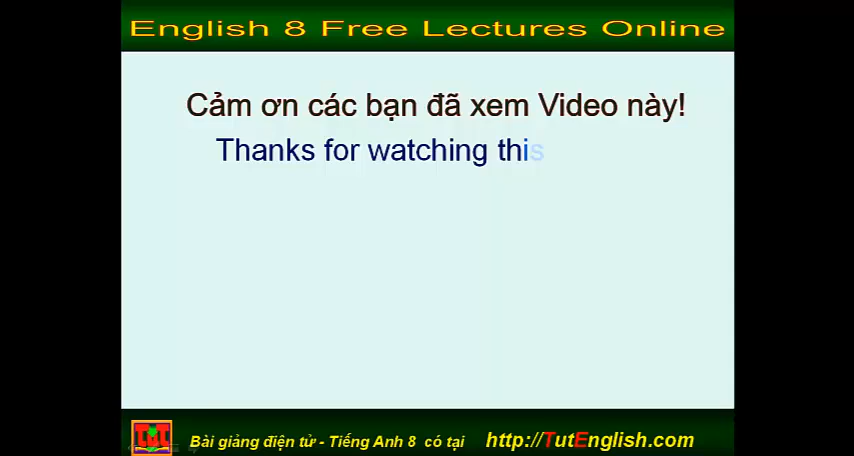 English 8 Free Lectures Online
Cảm ơn các bạn đã xem Video này!
Thanks for watching this
TUT
Bài giảng điện tử - Tiếng Anh 8 có tại http://TutEnglish.com